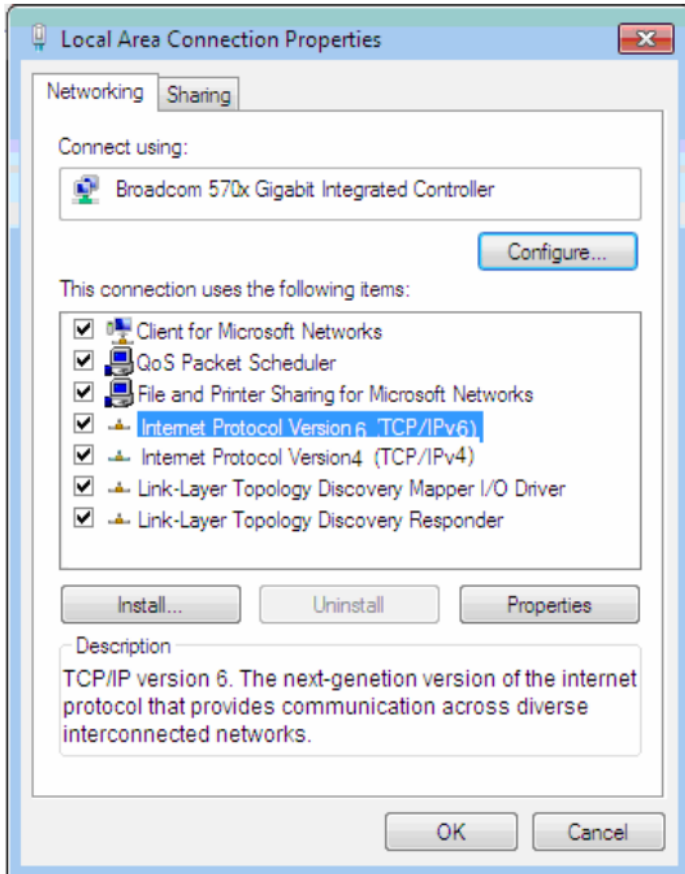 Local Area Connection Properties
Networking
Sharing
Connect using:
Broadcom 570x Gigabit Integrated Controller
Configure...
This connection uses the following items:
Client for Microsoft Networks
QoS Packet Scheduler
File and Printer Sharing for Microsoft Networks
Internet Protocol Version 6 'TCP/IPv6)
Internet Protocol Version4 (TCP/IPv4)
Link-Layer Topology Discovery Mapper I/O Driver
Link-Layer Topology Discovery Responder
Install...
Uninstall
Properties
Description
TCP/IP version 6. The next-genetion version of the internet
protocol that provides communication across diverse
interconnected networks.
OK
Cancel